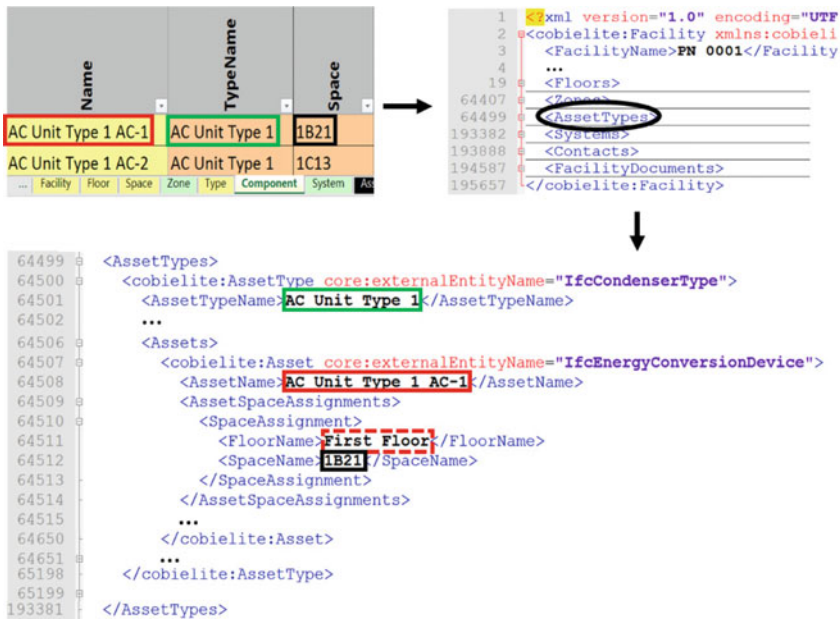 Name TypeName Space
AC Unit Type 1 AC-1 AC Unit Type 1 1B21
AC Unit Type 1 AC-2 AC Unit Type 1 1C13
... Facility Floor Space Zone Type Component System Ass
1 <?xml version="1.0" encoding="UTF
2 <cobielite:Facility xmlns:cobieli
3 <FacilityName>PN 0001</Facility
4 ...
19 <Floors>
64407 <Zones>
64499 <AssetTypes>
193382 <Systems>
193888 <Contacts>
194587 <FacilityDocuments>
195657 </cobielite:Facility>
64499 <AssetTypes>
64500 <cobielite:AssetType core:externalEntityName="IfcCondenserType">
64501 <AssetTypeName>AC Unit Type 1</AssetTypeName>
64502 ...
64506 <Assets>
64507 <cobielite:Asset core:externalEntityName="IfcEnergyConversionDevice">
64508 <AssetName>AC Unit Type 1 AC-1</AssetName>
64509 <AssetSpaceAssignments>
64510 <SpaceAssignment>
64511 <FloorName>First Floor</FloorName>
64512 <SpaceName>1B21</SpaceName>
64513 </SpaceAssignment>
64514 </AssetSpaceAssignments>
64515 ...
64650 </cobielite:Asset>
64651 ...
65198 </cobielite:AssetType>
65199
193381 </AssetTypes>